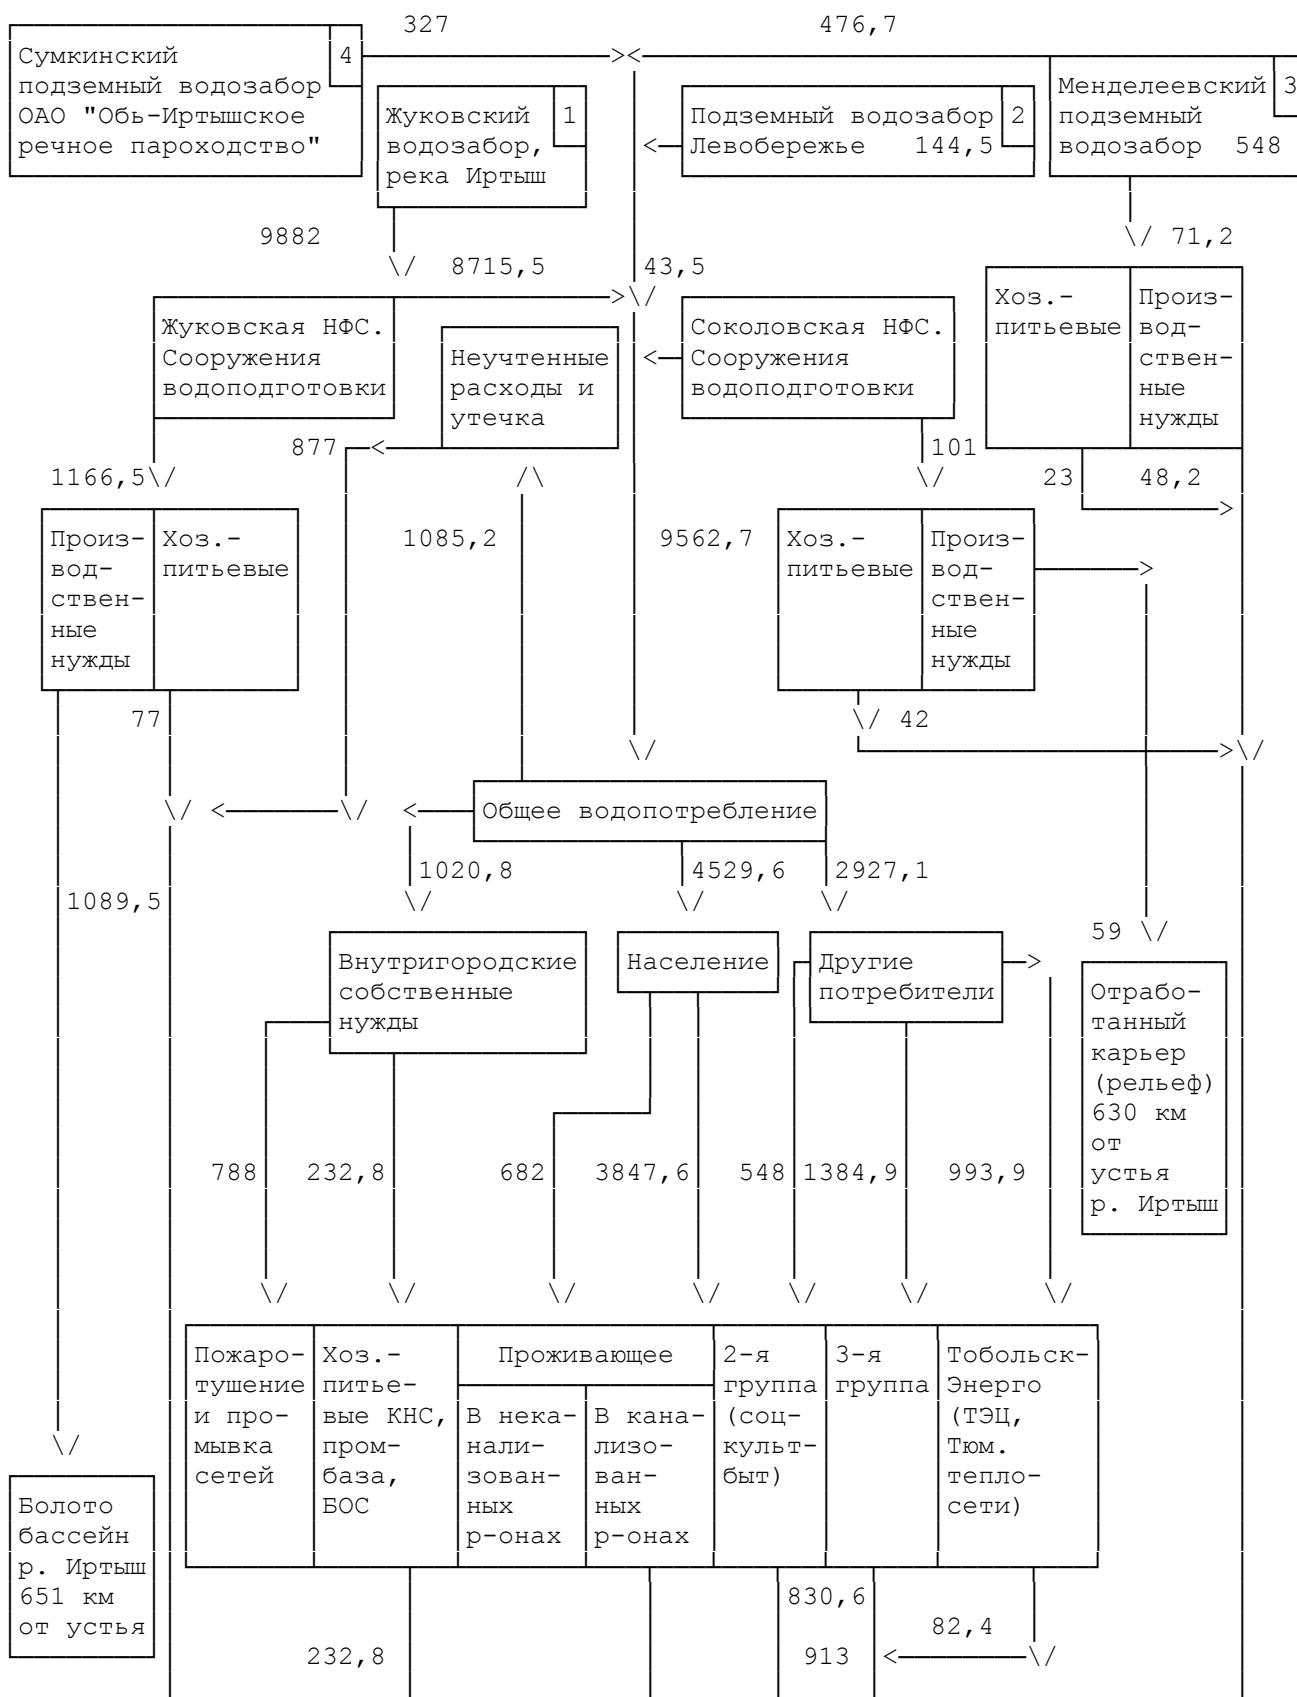 327
476,7
Сумкинский
подземный водозабор
ОАО "Обь-Иртышское
речное пароходство"
4
Жуковский
водозабор,
река Иртыш
1
Подземный водозабор
Левобережье 144,5
2
Менделеевский
подземный
водозабор 548
3
9882
8715,5
43,5
71,2
Жуковская НФС.
Сооружения
водоподготовки
Неучтенные
расходы и
утечка
Соколовская НФС.
Сооружения
водоподготовки
Хоз.-
питьевые
Произ-
вод-
ствен-
ные
нужды
877
101
1166,5
23
48,2
Произ-
вод-
ствен-
ные
нужды
Хоз.-
питьевые
1085,2
9562,7
Хоз.-
питьевые
Произ-
вод-
ствен-
ные
нужды
77
42
Общее водопотребление
1020,8
4529,6
2927,1
1089,5
59
Внутригородские
собственные
нужды
Население
Другие
потребители
Отрабо-
танный
карьер
(рельеф)
630 км
от
устья
р. Иртыш
788
232,8
682
3847,6
548
1384,9
993,9
Пожаро-
тушение
и про-
мывка
сетей
Хоз.-
питье-
вые КНС,
пром-
база,
БОС
Проживающее
В нека-
нали-
зован-
ных
р-онах
В кана-
лизо-
ван-
ных
р-онах
2-я
группа
(соц-
культ-
быт)
3-я
группа
Тобольск-
Энерго
(ТЭЦ,
Тюм.
тепло-
сети)
Болото
бассейн
р. Иртыш
651 км
от устья
830,6
82,4
232,8
913